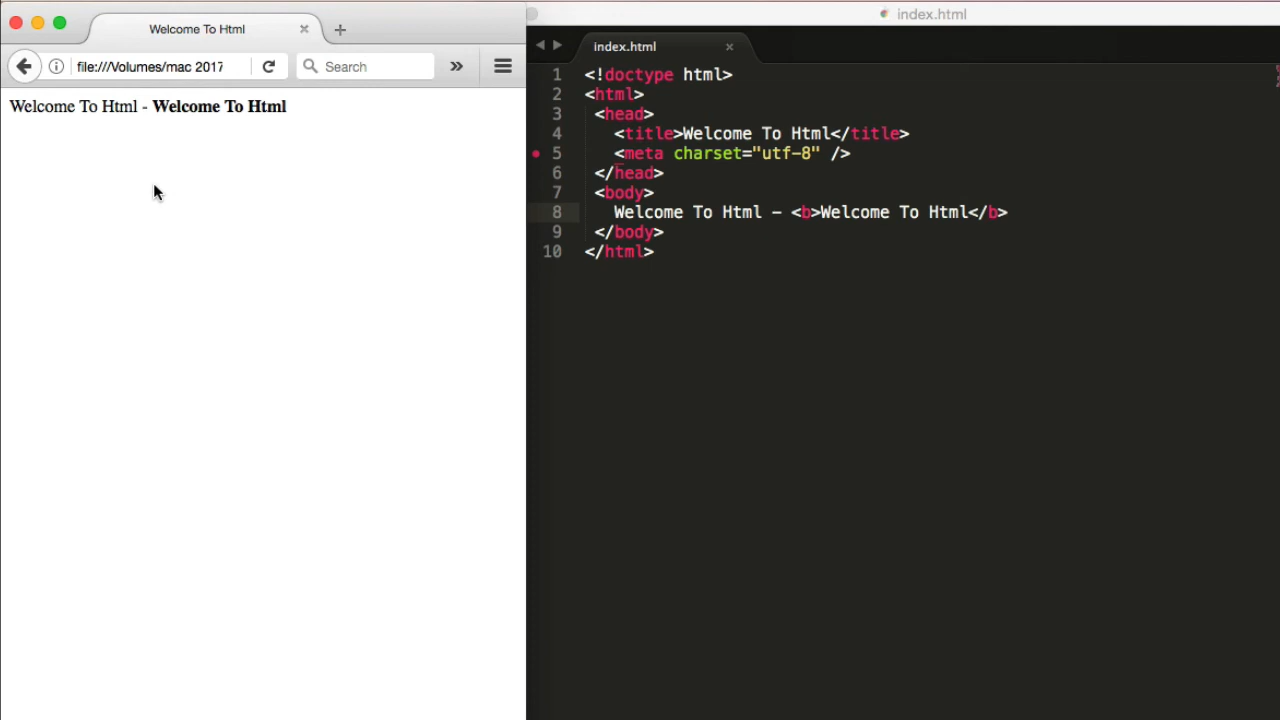 Welcome To Html
file:///Volumes/mac 2017
Search
Welcome To Html - Welcome To Html
index.html
index.html
1 <!doctype html>
2 <html>
3 <head>
4 <title>Welcome To Html</title>
5 <meta charset="utf-8" />
6 </head>
7 <body>
8 Welcome To Html - <b>Welcome To Html</b>
9 </body>
10 </html>